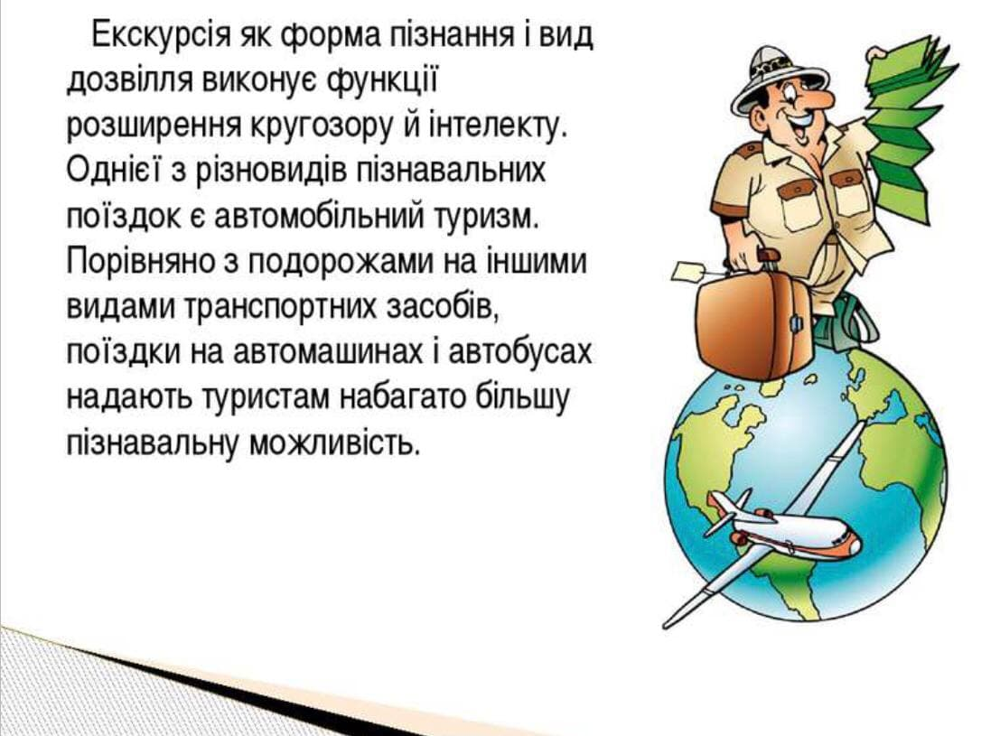 Екскурсія як форма пізнання і вид
дозвілля виконує функції
розширення кругозору й інтелекту.
Однієї з різновидів пізнавальних
поїздок є автомобільний туризм.
Порівняно з подорожами на іншими
видами транспортних засобів,
поїздки на автомашинах і автобусах
надають туристам набагато більшу
пізнавальну можливість.